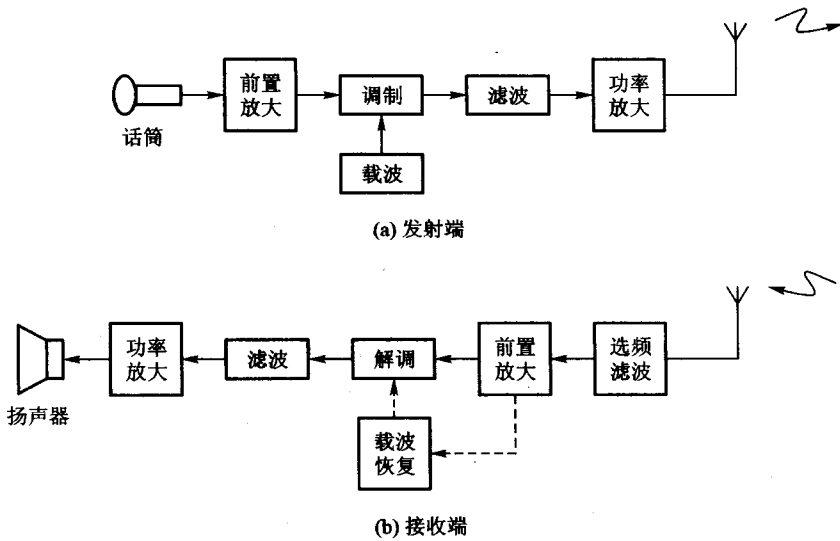 前置
放大
调制
滤波
功率
放大
话筒
载波
(a) 发射端
功率
放大
滤波
解调
前置
放大
选频
滤波
扬声器
载波
恢复
(b) 接收端